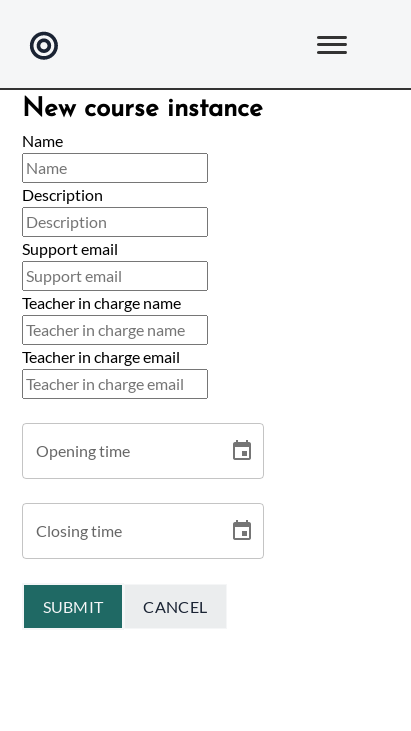 New course instance
Name
Name
Description
Description
Support email
Support email
Teacher in charge name
Teacher in charge name
Teacher in charge email
Teacher in charge email
Opening time
Closing time
SUBMIT CANCEL